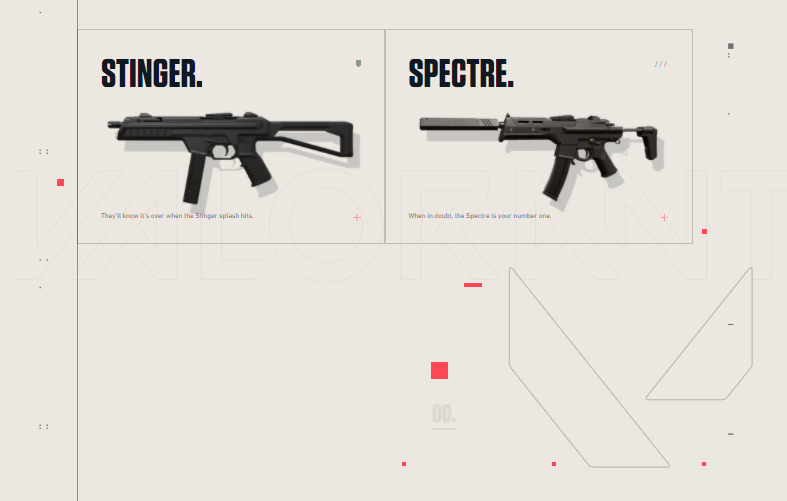 STINGER.
SPECTRE.
///
They'll know it's over when the Stinger splash hits.
When in doubt, the Spectre is your number one.
VALORANT
00.